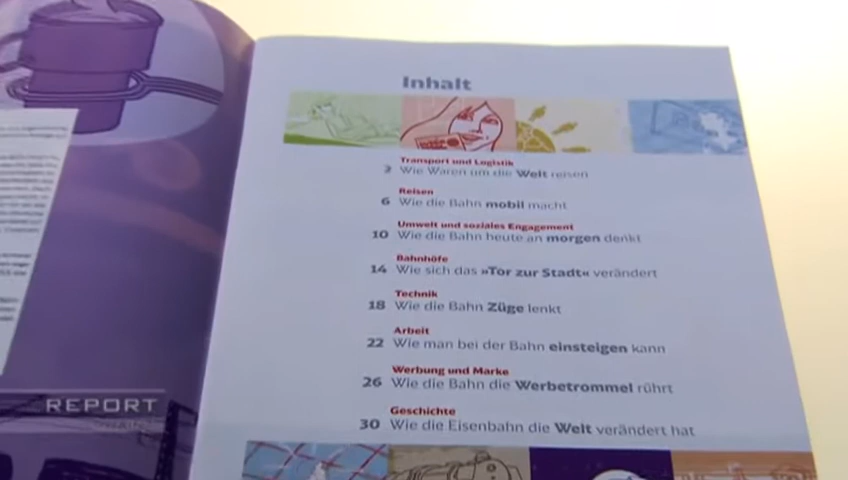 Inhalt
Transport und Logistik
2 Wie Waren um die Welt reisen
Reisen
6 Wie die Bahn mobil macht
Umwelt und soziales Engagement
10 Wie die Bahn heute an morgen denkt
Bahnhöfe
14 Wie sich das »Tor zur Stadt« verändert
Technik
18 Wie die Bahn Züge lenkt
Arbeit
22 Wie man bei der Bahn einsteigen kann
Werbung und Marke
26 Wie die Bahn die Werbetrommel rührt
Geschichte
30 Wie die Eisenbahn die Welt verändert hat
REPORT
MAINZ